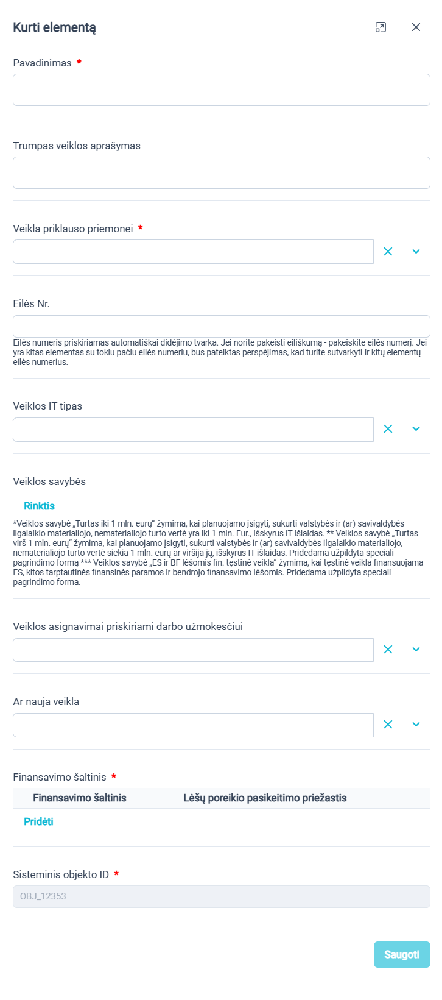 Kurti elementą
Pavadinimas *
Trumpas veiklos aprašymas
Veikla priklauso priemonei *
Eilės Nr.
Eilės numeris priskiriamas automatiškai didėjimo tvarka. Jei norite pakeisti eiliškumą - pakeiskite eilės numerį. Jei
yra kitas elementas su tokiu pačiu eilės numeriu, bus pateiktas perspėjimas, kad turite sutvarkyti ir kitų elementų
eilės numerius.
Veiklos IT tipas
Veiklos savybės
Rinktis
*Veiklos savybė „Turtas iki 1 mln. eurų“ žymima, kai planuojamo įsigyti, sukurti valstybės ir (ar) savivaldybės
ilgalaikio materialiojo, nematerialiojo turto vertė yra iki 1 mln. Eur., išskyrus IT išlaidas. ** Veiklos savybė „Turtas
virš 1 mln. eurų“ žymima, kai planuojamo įsigyti, sukurti valstybės ir (ar) savivaldybės ilgalaikio materialiojo,
nematerialiojo turto vertė siekia 1 mln. eurų ar viršija ją, išskyrus IT išlaidas. Pridedama užpildyta speciali
pagrindimo formą *** Veiklos savybė „ES ir BF lėšomis fin. tęstinė veikla“ žymima, kai tęstinė veikla finansuojama
ES, kitos tarptautinės finansinės paramos ir bendrojo finansavimo lėšomis. Pridedama užpildyta speciali
pagrindimo forma.
Veiklos asignavimai priskiriami darbo užmokesčiui
Ar nauja veikla
Finansavimo šaltinis *
Finansavimo šaltinis Lėšų poreikio pasikeitimo priežastis
Pridėti
Sisteminis objekto ID *
OBJ_12353
Saugoti